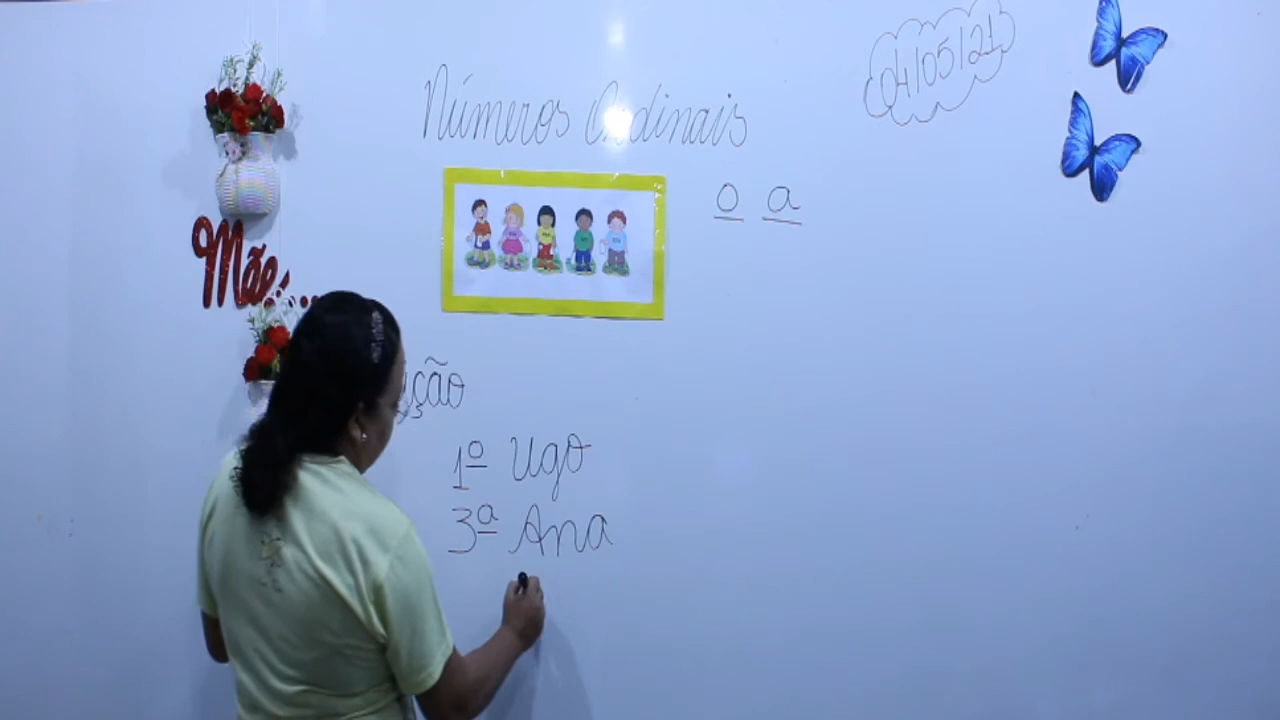 04/05/21
Números Ordinais
o a
Mãe...
ção
1º Ugo
3ª Ana